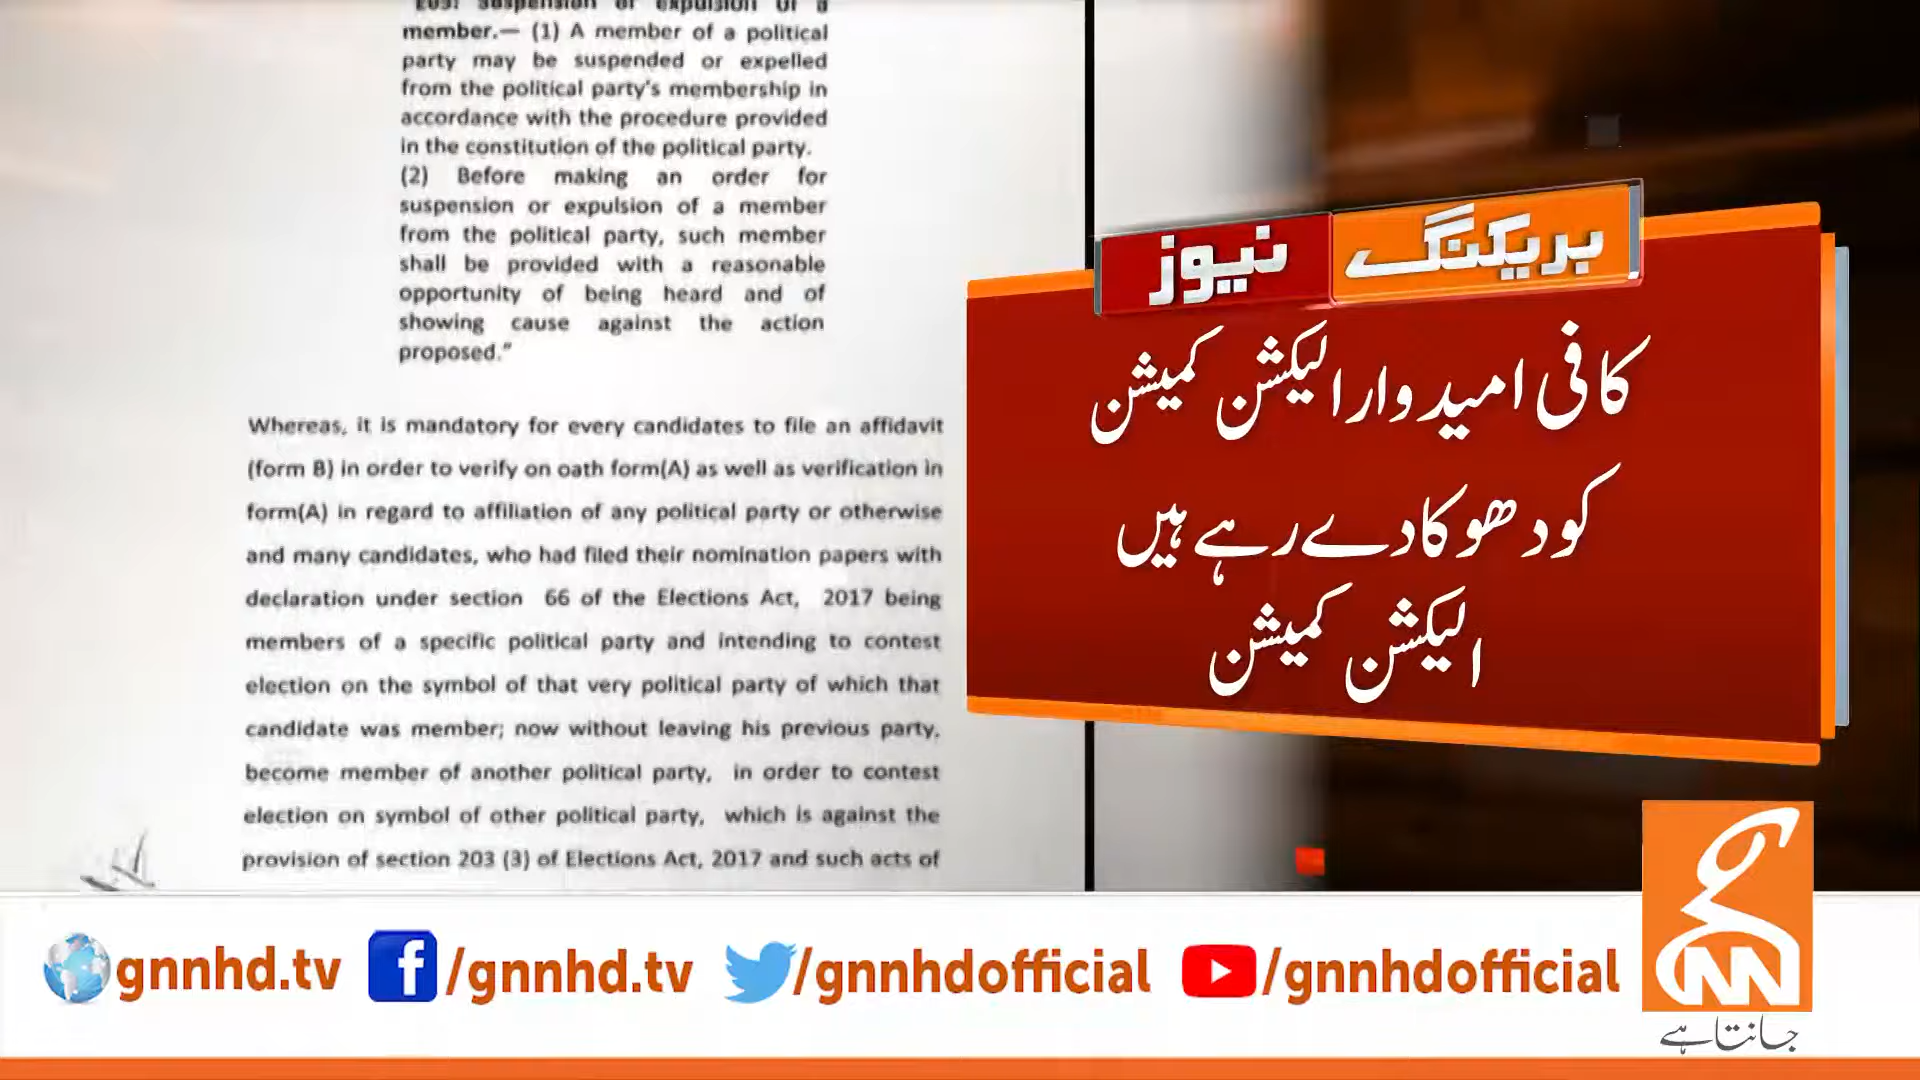 205. Suspension or expulsion of a
member.— (1) A member of a political
party may be suspended or expelled
from the political party's membership in
accordance with the procedure provided
in the constitution of the political party.
(2) Before making an order for
suspension or expulsion of a member
from the political party, such member
shall be provided with a reasonable
opportunity of being heard and of
showing cause against the action
proposed."
Whereas, it is mandatory for every candidates to file an affidavit
(form B) in order to verify on oath form(A) as well as verification in
form(A) in regard to affiliation of any political party or otherwise
and many candidates, who had filed their nomination papers with
declaration under section 66 of the Elections Act, 2017 being
members of a specific political party and intending to contest
election on the symbol of that very political party of which that
candidate was member; now without leaving his previous party,
become member of another political party, in order to contest
election on symbol of other political party, which is against the
provision of section 203 (3) of Elections Act, 2017 and such acts of
بریکنگ نیوز
کافی امیدوار الیکشن کمیشن
کو دھوکا دے رہے ہیں
الیکشن کمیشن
gnnhd.tv /gnnhd.tv /gnnhdofficial /gnnhdofficial
GNN
جانتا ہے